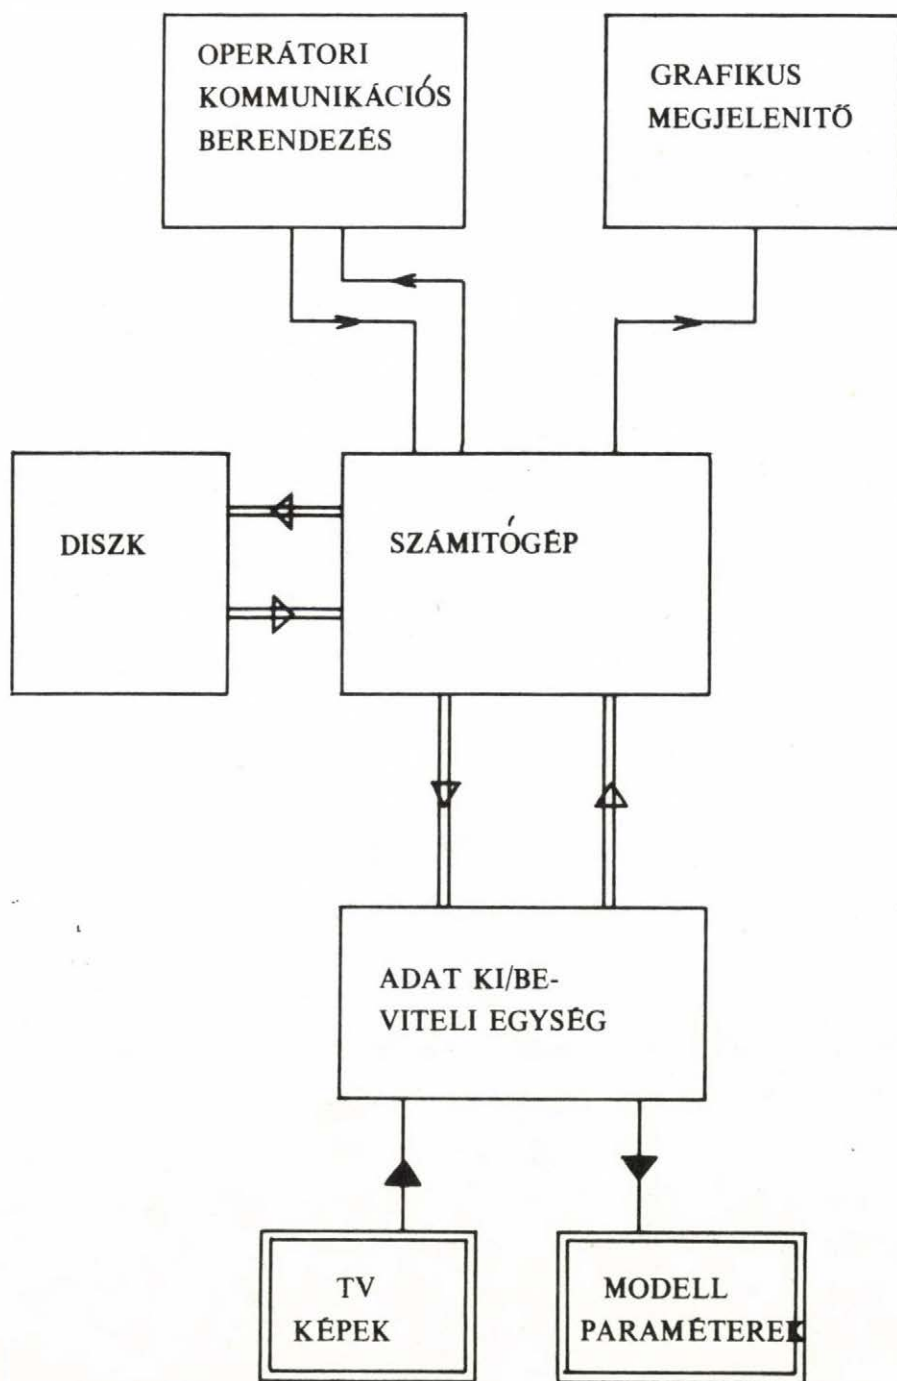 OPERÁTORI
KOMMUNIKÁCIÓS
BERENDEZÉS
GRAFIKUS
MEGJELENITŐ
DISZK
SZÁMITÓGÉP
ADAT KI/BE-
VITELI EGYSÉG
TV
KÉPEK
MODELL
PARAMÉTEREK